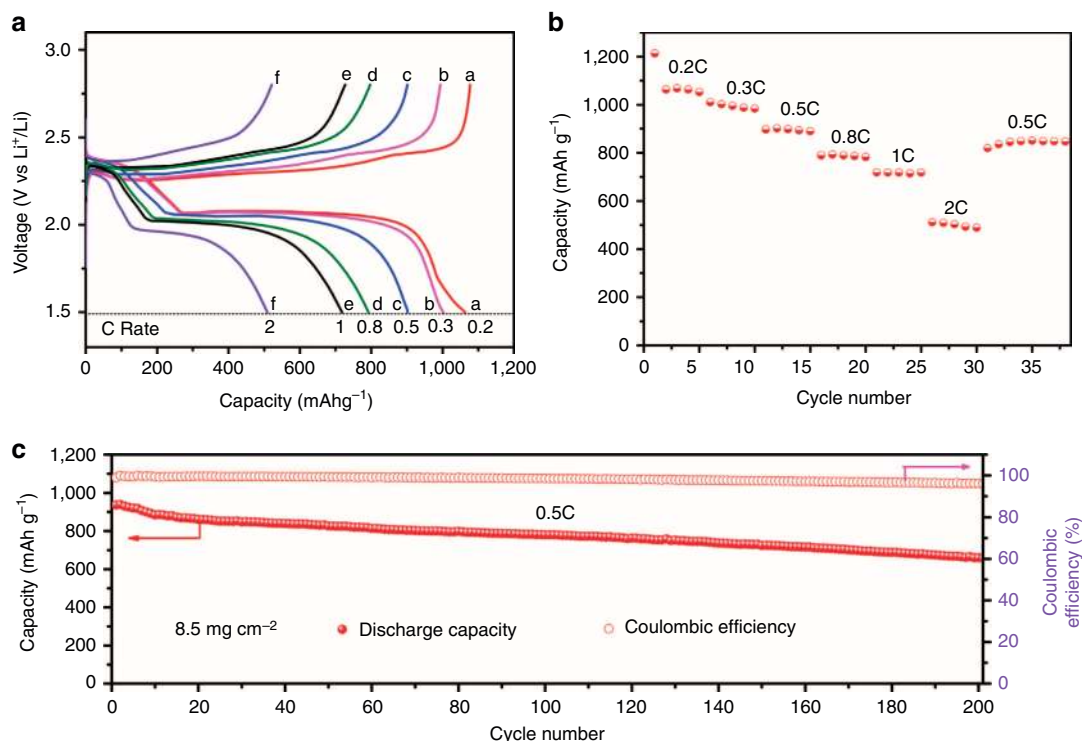 a
3.0
2.5
2.0
1.5
Voltage (V vs Li⁺/Li)
f e d c b a
f e d c b a
C Rate 2 1 0.8 0.5 0.3 0.2
0 200 400 600 800 1,000 1,200
Capacity (mAhg⁻¹)
b
1,200
1,000
800
600
400
200
0
Capacity (mAh g⁻¹)
0.2C
0.3C
0.5C
0.8C
1C
2C
0.5C
0 5 10 15 20 25 30 35
Cycle number
c
1,200
1,000
800
600
400
200
0
Capacity (mAh g⁻¹)
0.5C
8.5 mg cm⁻² Discharge capacity Coulombic efficiency
100
80
60
40
20
0
Coulombic
efficiency (%)
0 20 40 60 80 100 120 140 160 180 200
Cycle number